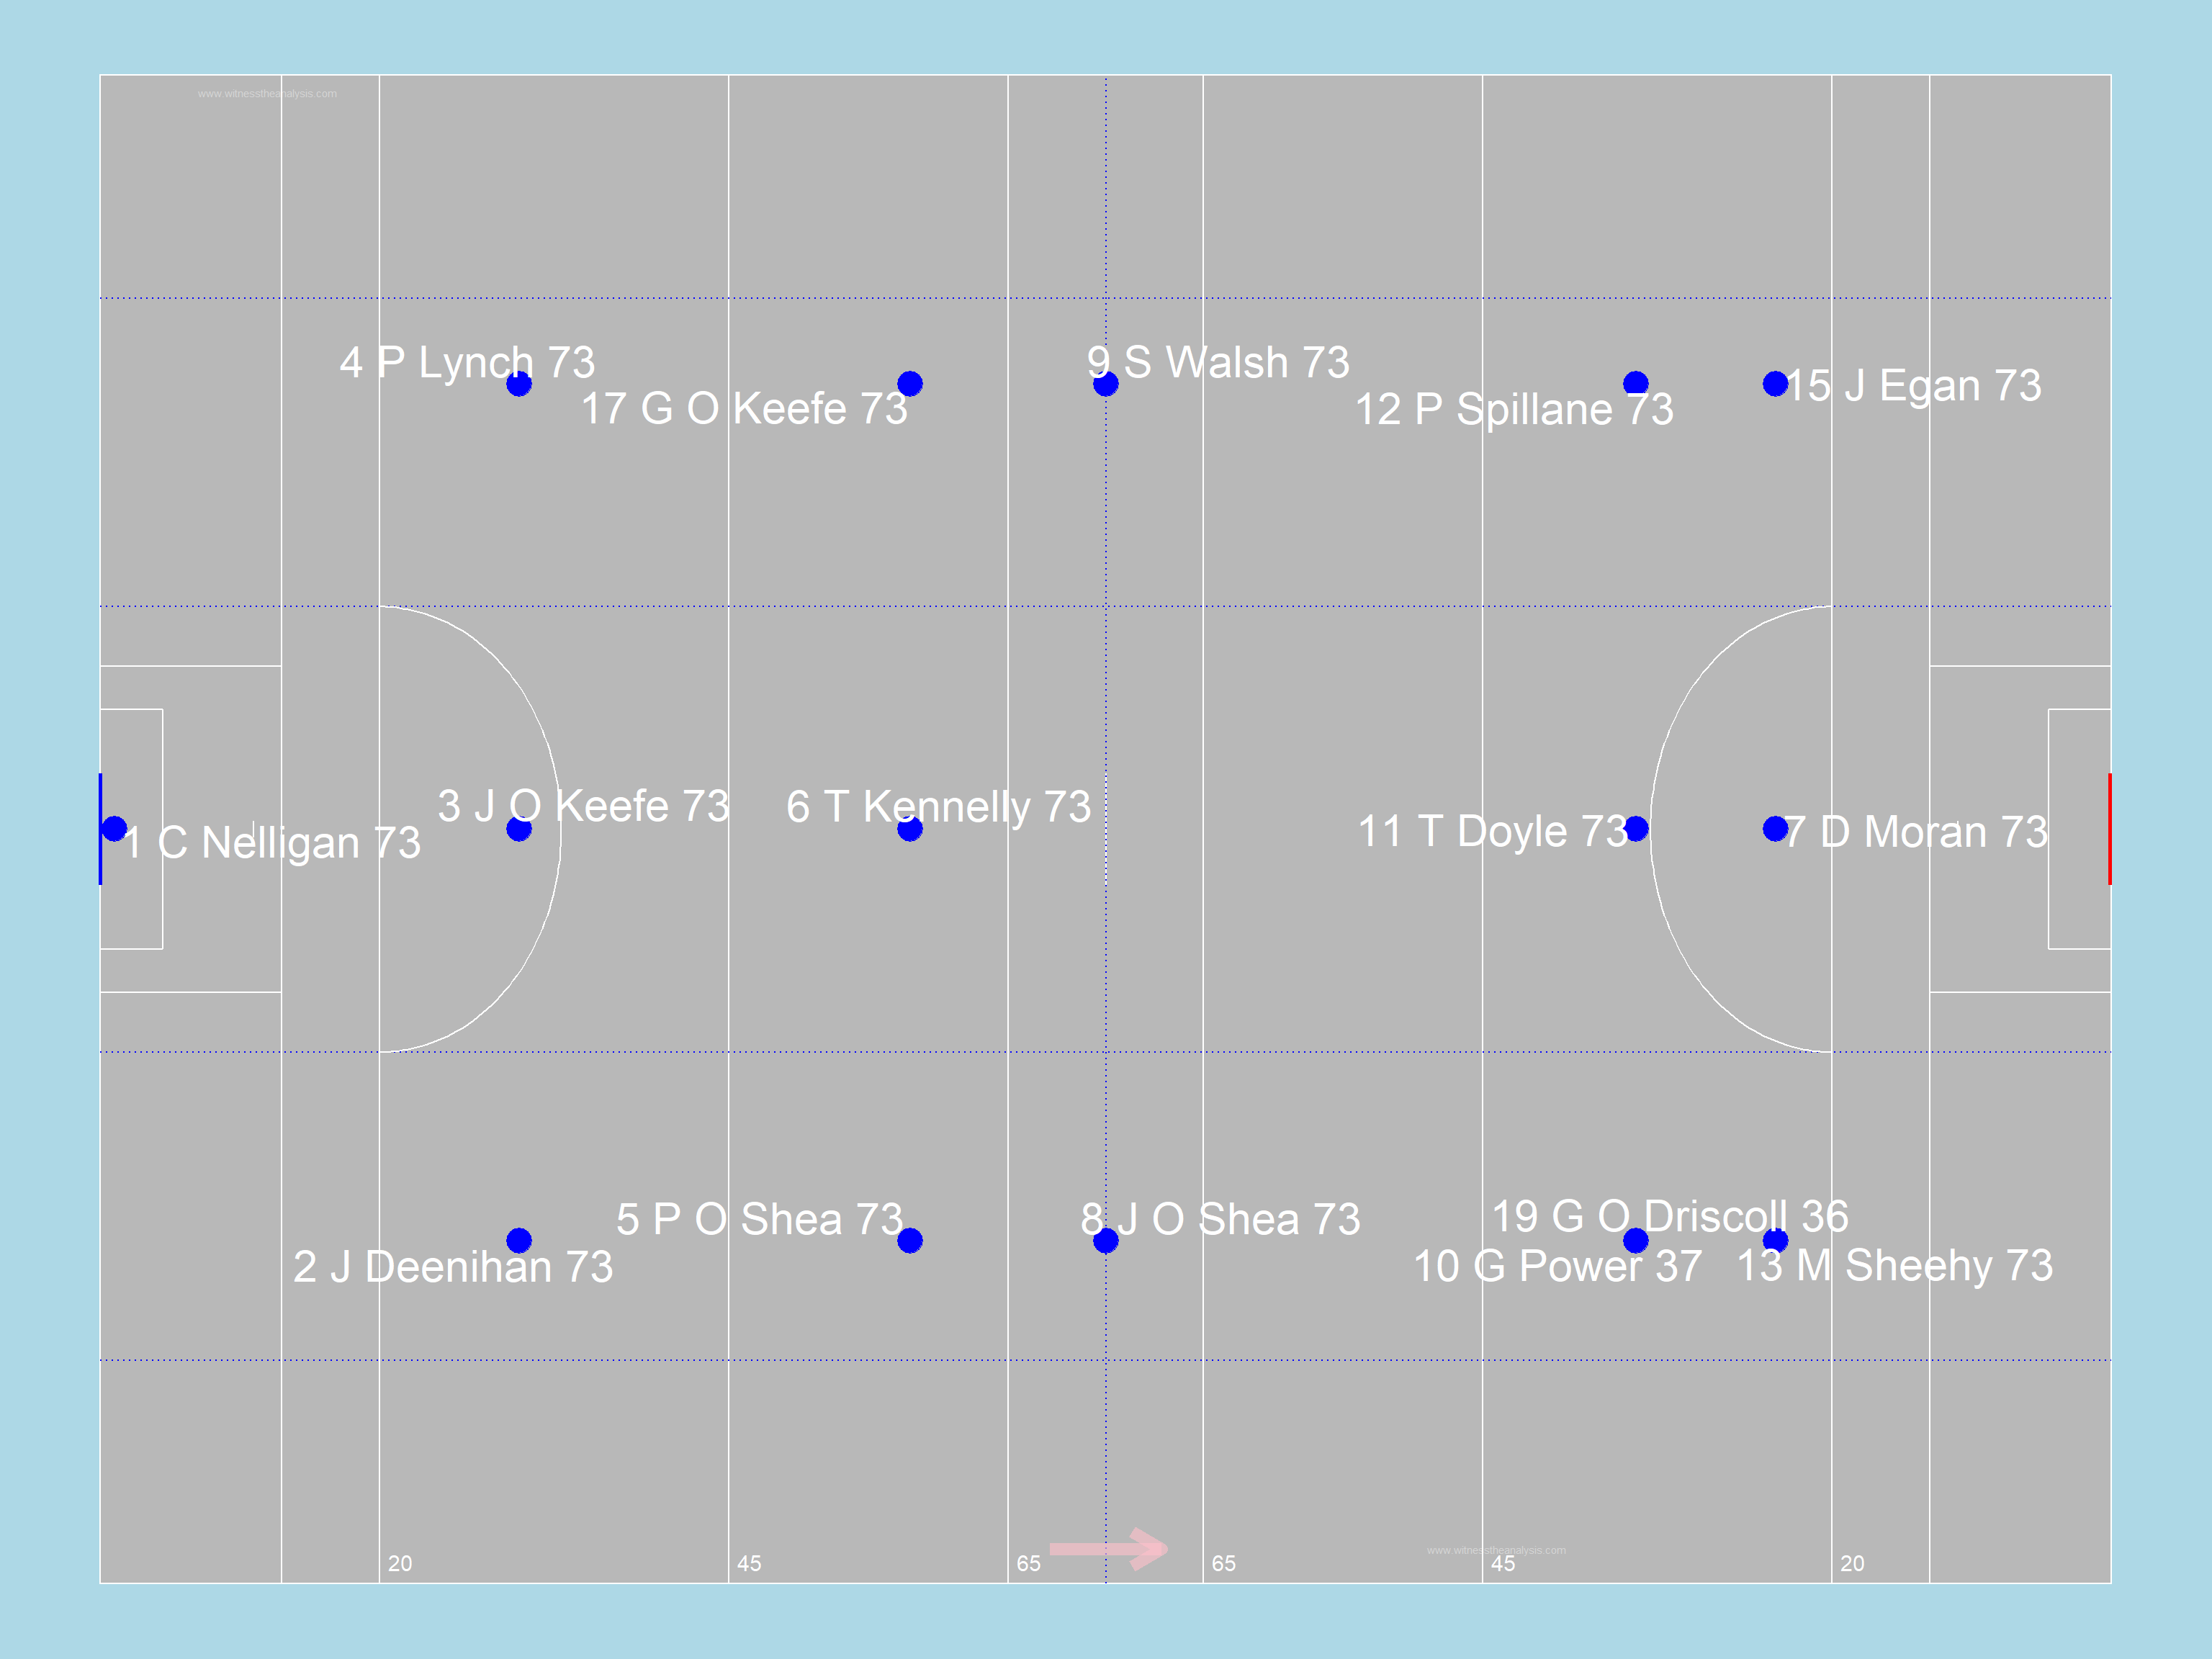 www.witnesstheanalysis.com
4 P Lynch 73
9 S Walsh 73
15 J Egan 73
17 G O Keefe 73
12 P Spillane 73
3 J O Keefe 73
6 T Kennelly 73
11 T Doyle 73
7 D Moran 73
1 C Nelligan 73
5 P O Shea 73
8 J O Shea 73
19 G O Driscoll 36
2 J Deenihan 73
10 G Power 37
13 M Sheehy 73
www.witnesstheanalysis.com
20
45
65
65
45
20